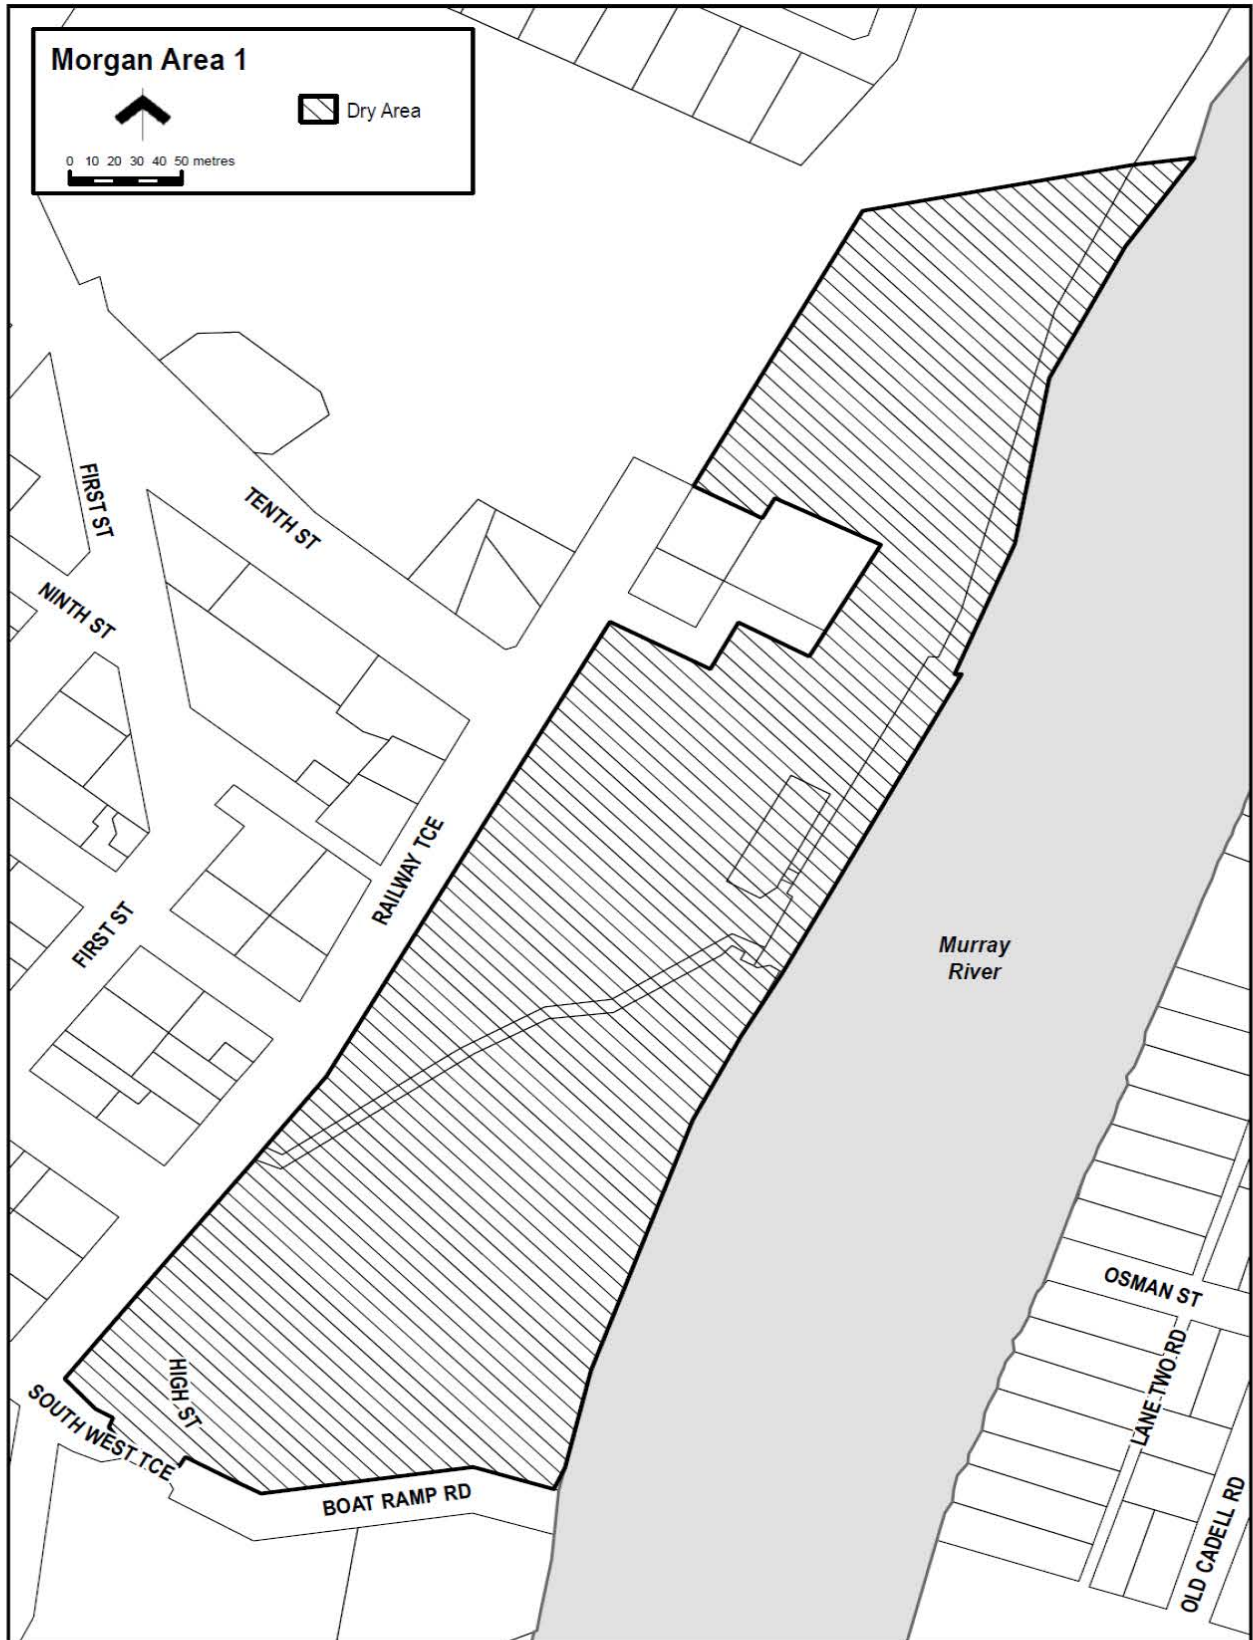 Morgan Area 1
Dry Area
0 10 20 30 40 50 metres
FIRST ST
TENTH ST
NINTH ST
RAILWAY TCE
FIRST ST
Murray
River
OSMAN ST
LANE TWO RD
HIGH ST
SOUTH WEST TCE
BOAT RAMP RD
OLD CADELL RD